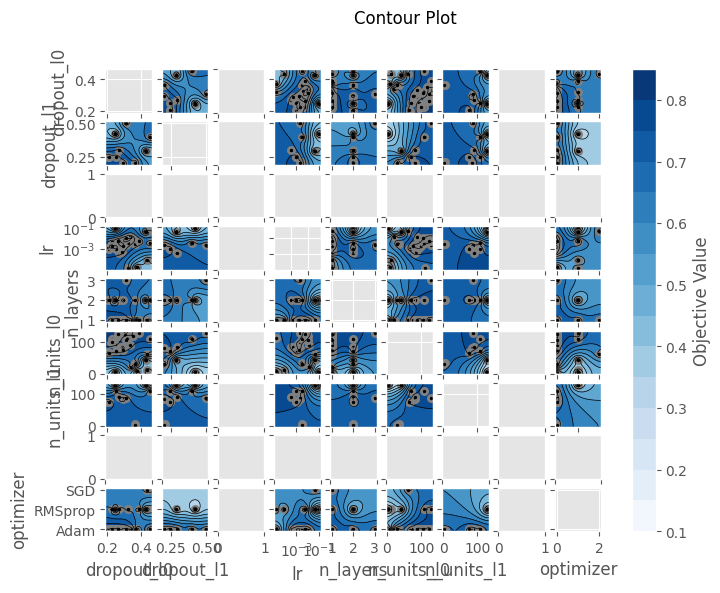 Contour Plot
dropout_l0
0.4
0.2
dropout_l1
0.50
0.25
1
0
lr
10⁻¹
10⁻³
n_layers
3
2
1
n_units_l0
100
0
n_units_l1
100
0
1
0
optimizer
SGD
RMSprop
Adam
0.2 0.4 0.25 0.50 0 1 10⁻³ 10⁻¹ 1 2 3 0 100 0 100 0 1 0 2
dropout_l0 dropout_l1 lr n_layers n_units_l0 n_units_l1 optimizer
0.8
0.7
0.6
0.5
0.4
0.3
0.2
0.1
Objective Value